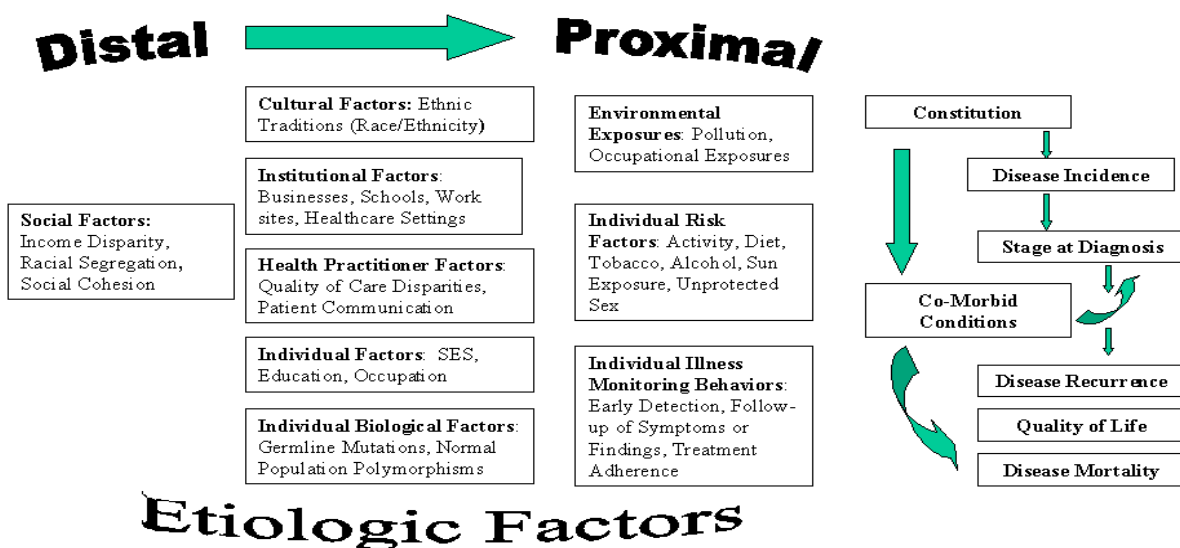 Distal
Proximal
Social Factors:
Income Disparity,
Racial Segregation,
Social Cohesion
Cultural Factors: Ethnic
Traditions (Race/Ethnicity)
Institutional Factors:
Businesses, Schools, Work
sites, Healthcare Settings
Health Practitioner Factors:
Quality of Care Disparities,
Patient Communication
Individual Factors: SES,
Education, Occupation
Individual Biological Factors:
Germline Mutations, Normal
Population Polymorphisms
Environmental
Exposures: Pollution,
Occupational Exposures
Individual Risk
Factors: Activity, Diet,
Tobacco, Alcohol, Sun
Exposure, Unprotected
Sex
Individual Illness
Monitoring Behaviors:
Early Detection, Follow-
up of Symptoms or
Findings, Treatment
Adherence
Constitution
Disease Incidence
Stage at Diagnosis
Co-Morbid
Conditions
Disease Recurrence
Quality of Life
Disease Mortality
Etiologic Factors